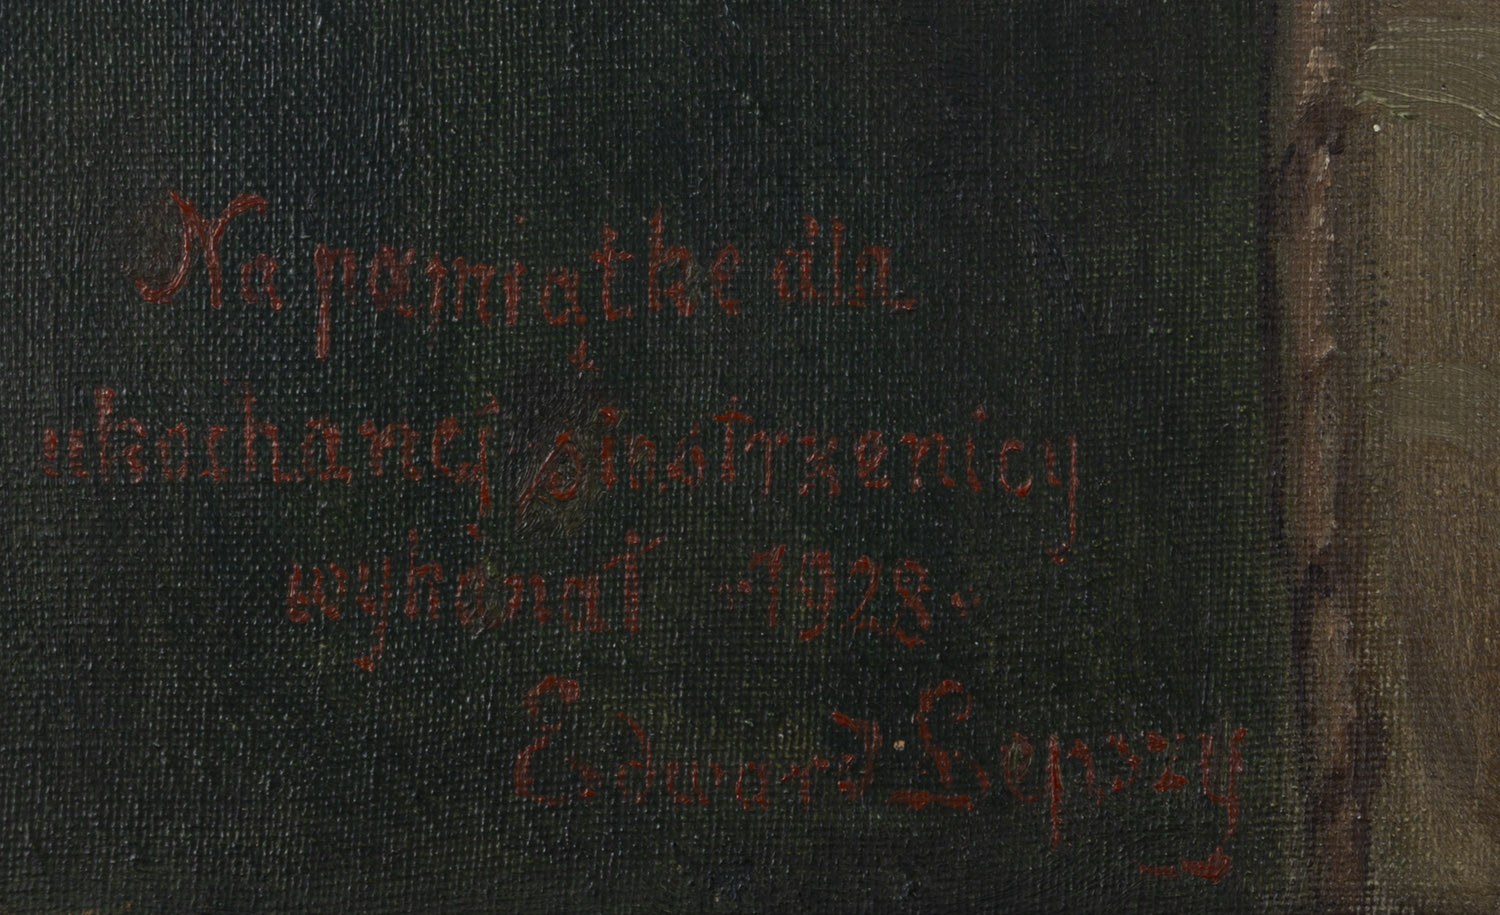 Na pamiątkę dla
ukochanej siostrzenicy
wykonał 1928.
Edward Lepszy